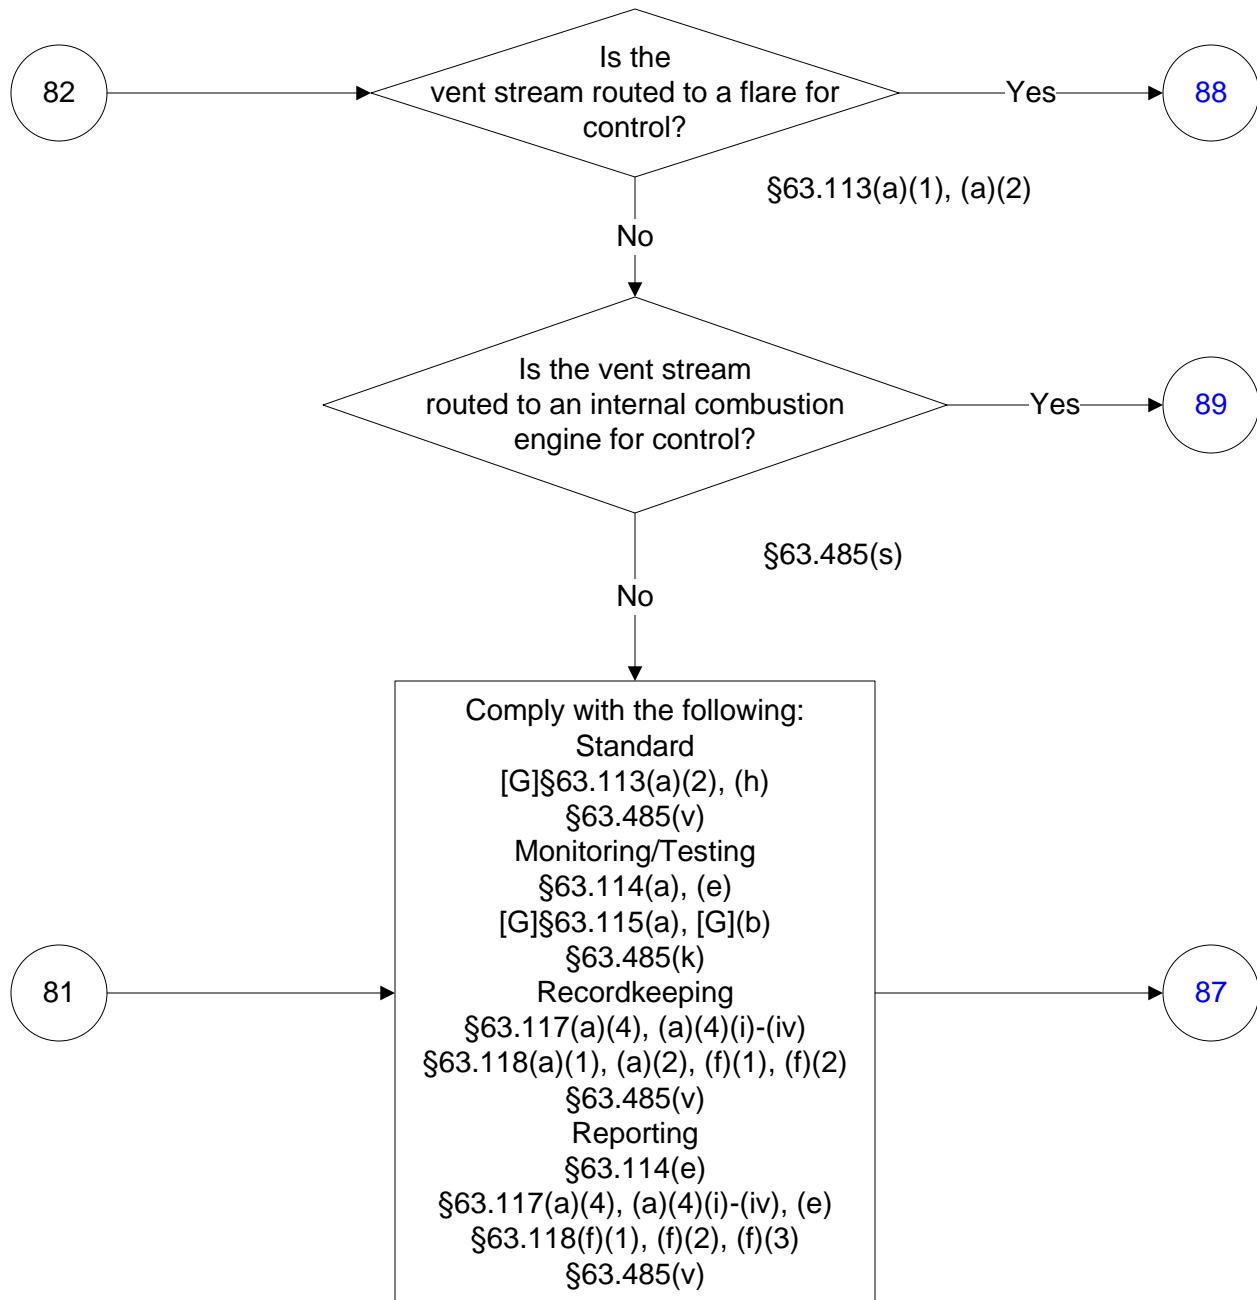 82
Is the
vent stream routed to a flare for
control?
Yes
88
§63.113(a)(1), (a)(2)
No
Is the vent stream
routed to an internal combustion
engine for control?
Yes
89
§63.485(s)
No
81
Comply with the following:
Standard
[G]§63.113(a)(2), (h)
§63.485(v)
Monitoring/Testing
§63.114(a), (e)
[G]§63.115(a), [G](b)
§63.485(k)
Recordkeeping
§63.117(a)(4), (a)(4)(i)-(iv)
§63.118(a)(1), (a)(2), (f)(1), (f)(2)
§63.485(v)
Reporting
§63.114(e)
§63.117(a)(4), (a)(4)(i)-(iv), (e)
§63.118(f)(1), (f)(2), (f)(3)
§63.485(v)
87